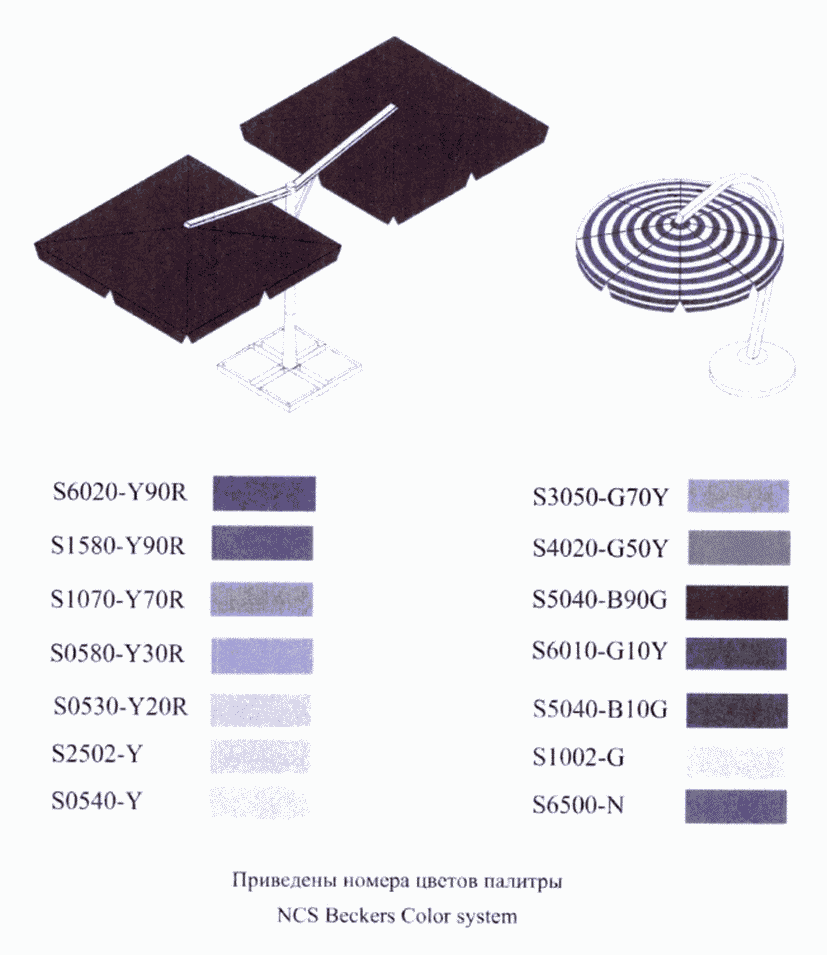 S6020-Y90R
S1580-Y90R
S1070-Y70R
S0580-Y30R
S0530-Y20R
S2502-Y
S0540-Y
S3050-G70Y
S4020-G50Y
S5040-B90G
S6010-G10Y
S5040-B10G
S1002-G
S6500-N
Приведены номера цветов палитры
NCS Beckers Color system